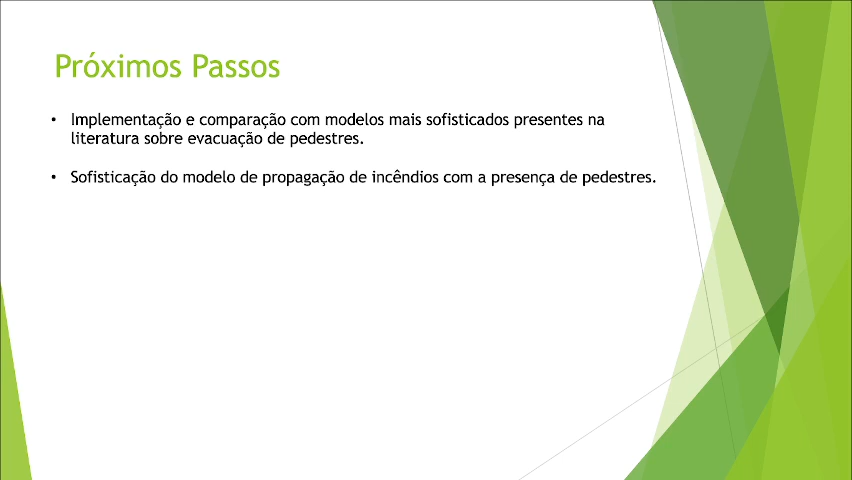 Próximos Passos
• Implementação e comparação com modelos mais sofisticados presentes na
literatura sobre evacuação de pedestres.
• Sofisticação do modelo de propagação de incêndios com a presença de pedestres.